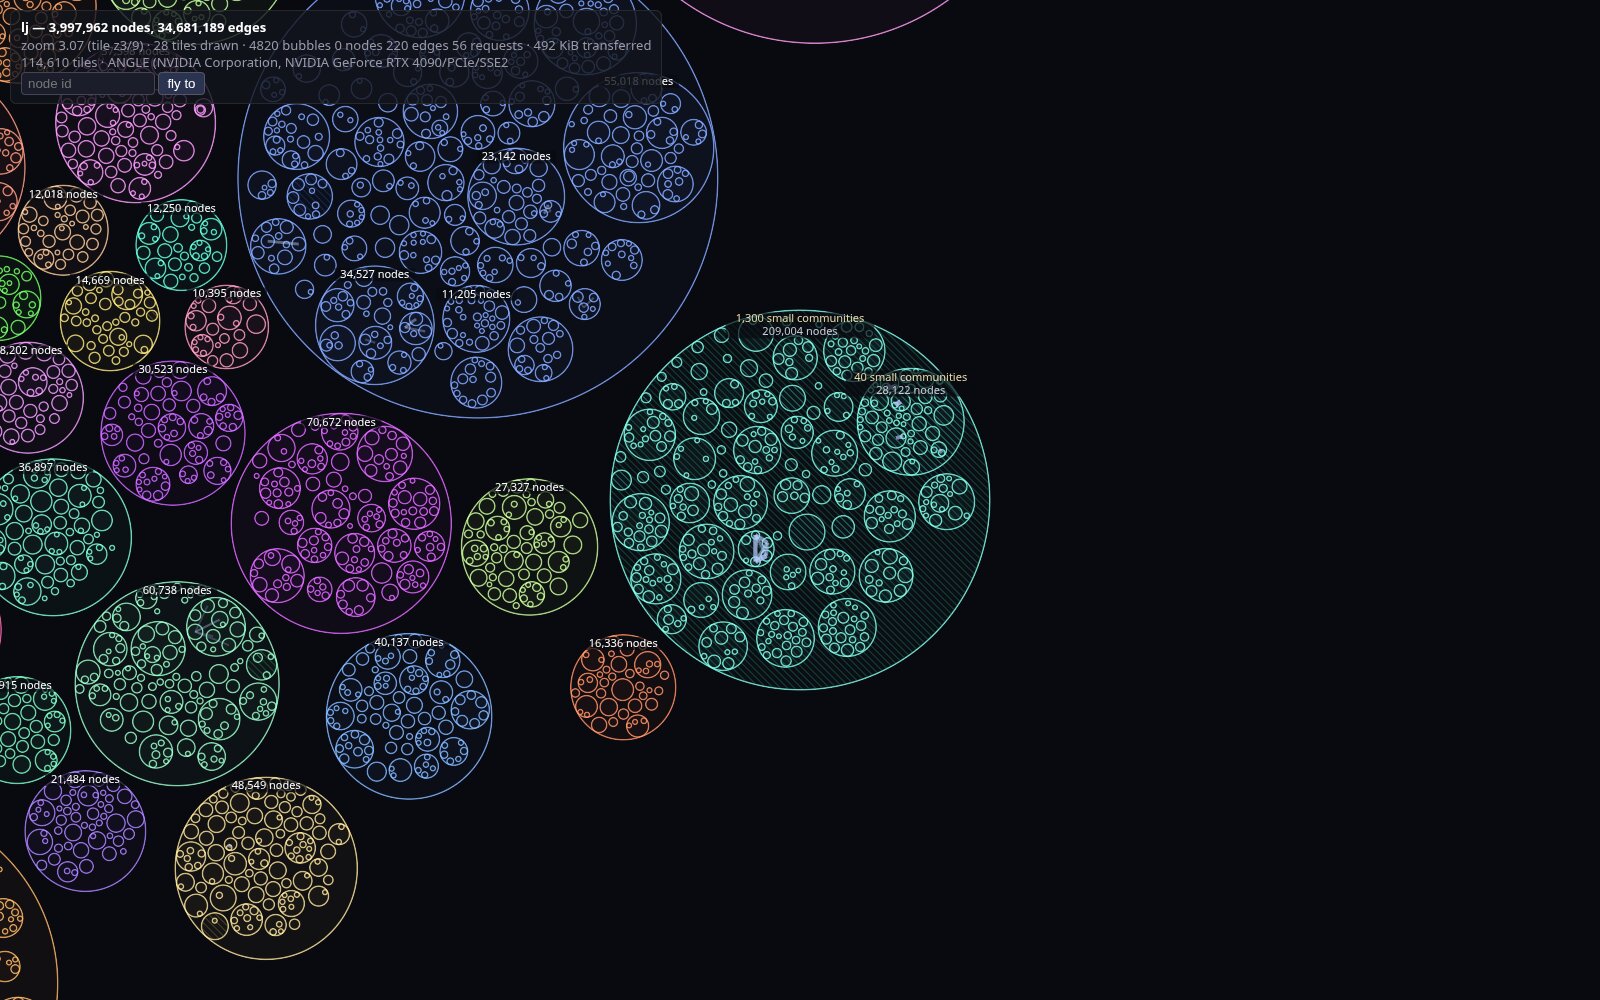 lj — 3,997,962 nodes, 34,681,189 edges
zoom 3.07 (tile z3/9) · 28 tiles drawn · 4820 bubbles 0 nodes 220 edges 56 requests · 492 KiB transferred
114,610 tiles · ANGLE (NVIDIA Corporation, NVIDIA GeForce RTX 4090/PCIe/SSE2
node id
fly to
55,018 nodes
23,142 nodes
12,018 nodes
12,250 nodes
34,527 nodes
14,669 nodes
10,395 nodes
11,205 nodes
1,300 small communities
209,004 nodes
8,202 nodes
30,523 nodes
40 small communities
28,122 nodes
70,672 nodes
36,897 nodes
27,327 nodes
60,738 nodes
40,137 nodes
16,336 nodes
915 nodes
21,484 nodes
48,549 nodes